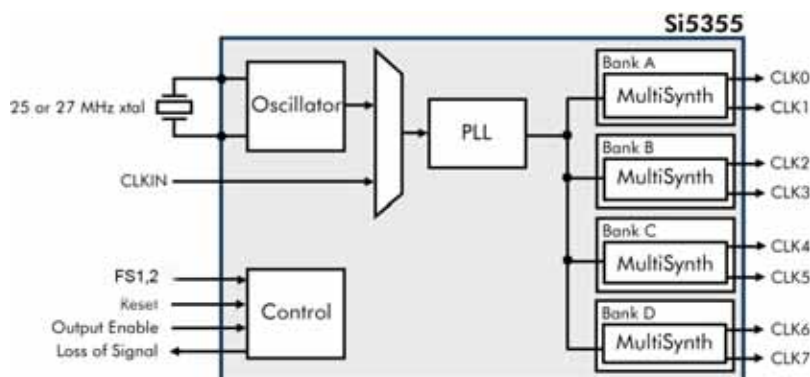 Si5355
25 or 27 MHz xtal
Oscillator
CLKIN
PLL
Bank A
MultiSynth
CLK0
CLK1
Bank B
MultiSynth
CLK2
CLK3
Bank C
MultiSynth
CLK4
CLK5
Bank D
MultiSynth
CLK6
CLK7
FS1,2
Reset
Output Enable
Loss of Signal
Control